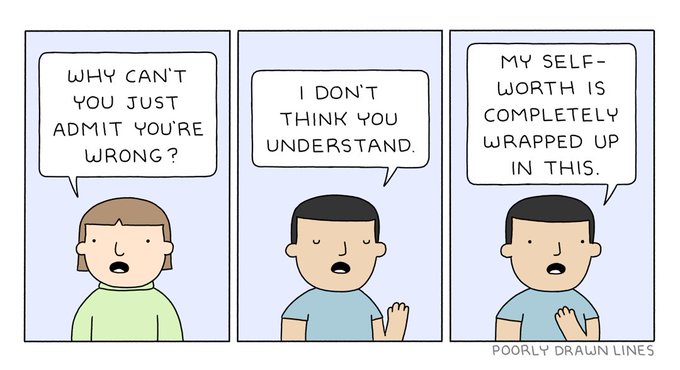 WHY CAN'T
YOU JUST
ADMIT YOU'RE
WRONG?
I DON'T
THINK YOU
UNDERSTAND.
MY SELF-
WORTH IS
COMPLETELY
WRAPPED UP
IN THIS.
POORLY DRAWN LINES